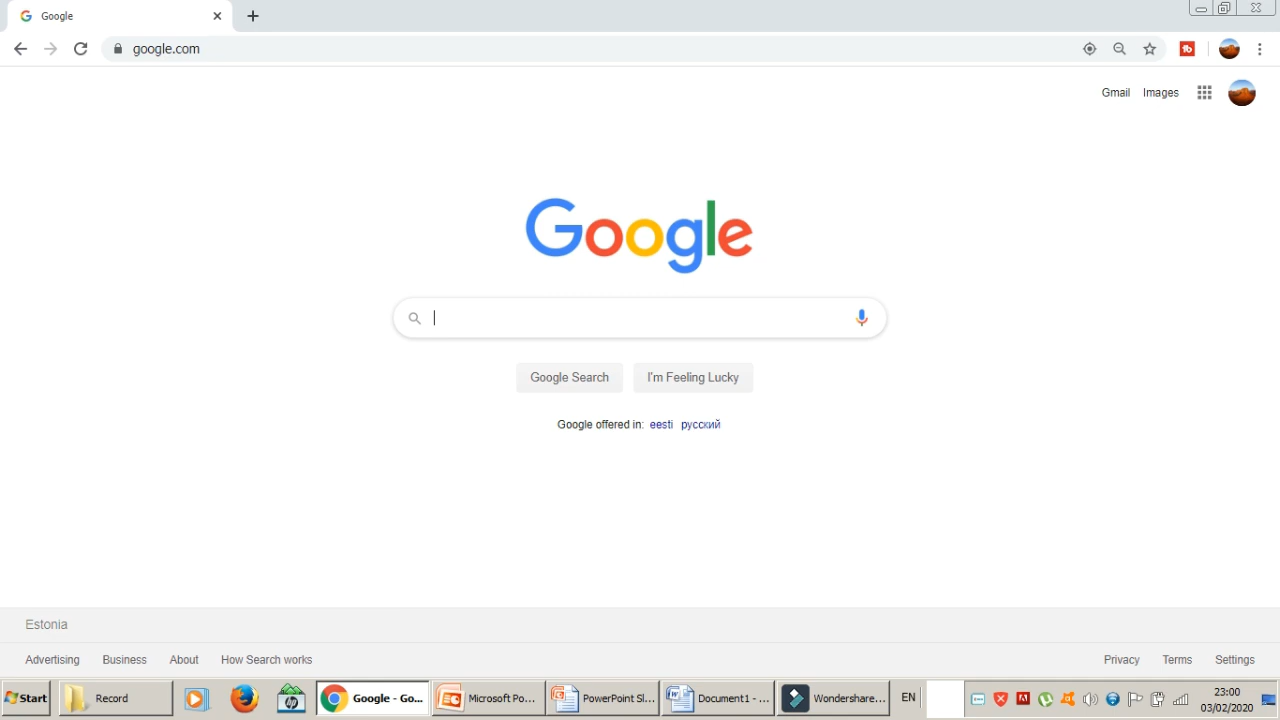 Google
google.com
Gmail Images
Google
Google Search I'm Feeling Lucky
Google offered in: eesti русский
Estonia
Advertising Business About How Search works Privacy Terms Settings
Start Record Google - Go... Microsoft Po... PowerPoint Sl... Document1 - ... Wondershare... EN 23:00
03/02/2020